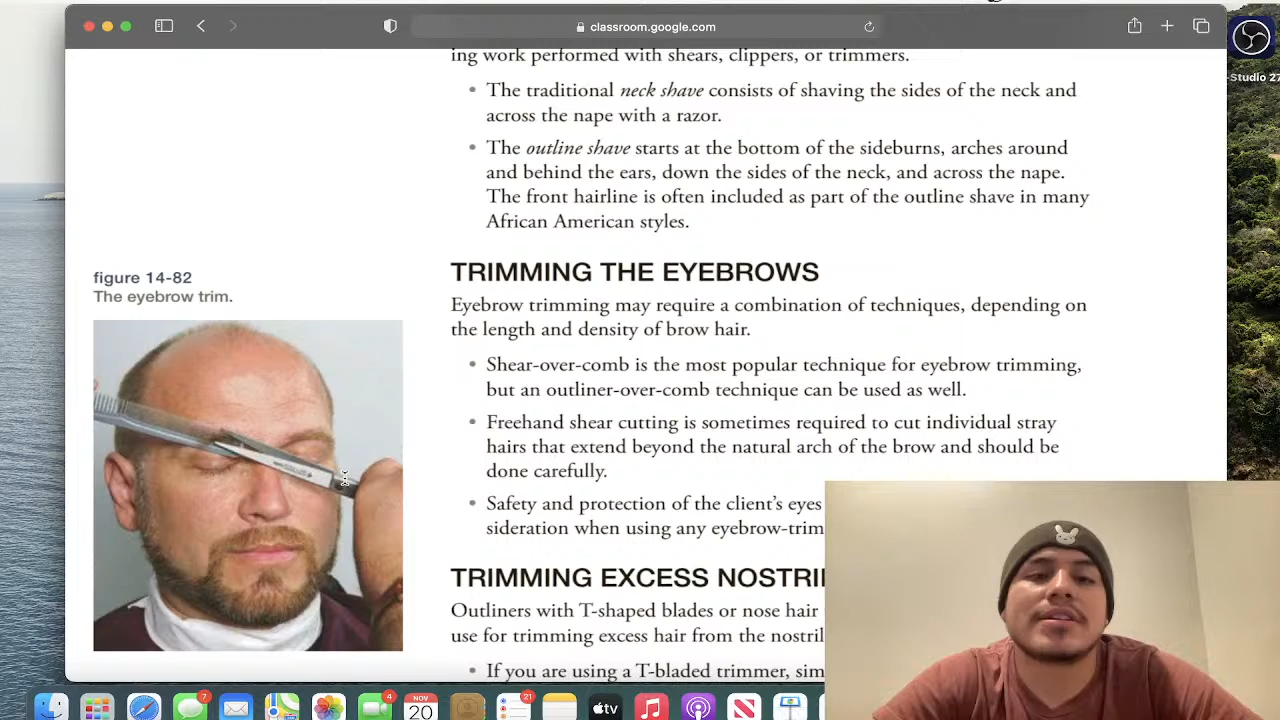 classroom.google.com
ing work performed with shears, clippers, or trimmers.
• The traditional neck shave consists of shaving the sides of the neck and
across the nape with a razor.
• The outline shave starts at the bottom of the sideburns, arches around
and behind the ears, down the sides of the neck, and across the nape.
The front hairline is often included as part of the outline shave in many
African American styles.
figure 14-82
The eyebrow trim.
TRIMMING THE EYEBROWS
Eyebrow trimming may require a combination of techniques, depending on
the length and density of brow hair.
• Shear-over-comb is the most popular technique for eyebrow trimming,
but an outliner-over-comb technique can be used as well.
• Freehand shear cutting is sometimes required to cut individual stray
hairs that extend beyond the natural arch of the brow and should be
done carefully.
• Safety and protection of the client's eyes
sideration when using any eyebrow-trim
TRIMMING EXCESS NOSTRI
Outliners with T-shaped blades or nose hair
use for trimming excess hair from the nostril
• If you are using a T-bladed trimmer, sim
Studio 27
7
NOV
20
4
21
tv